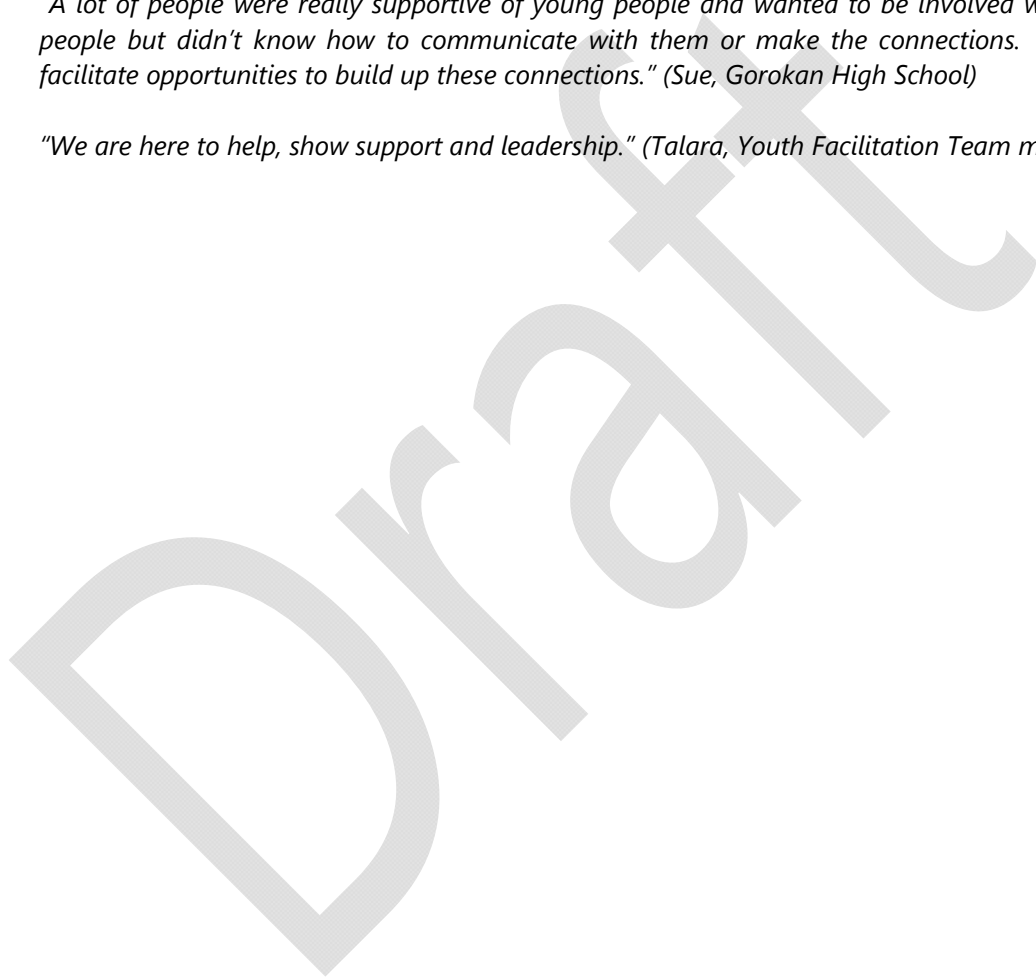 “A lot of people were really supportive of young people and wanted to be involved
people but didn’t know how to communicate with them or make the connections.
facilitate opportunities to build up these connections.” (Sue, Gorokan High School)
“We are here to help, show support and leadership.” (Talara, Youth Facilitation Team
Draft